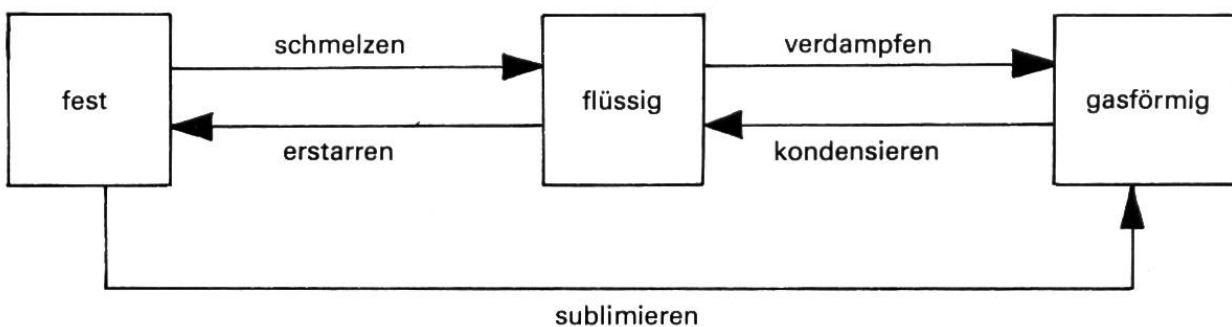 schmelzen
verdampfen
fest
flüssig
gasförmig
erstarren
kondensieren
sublimieren